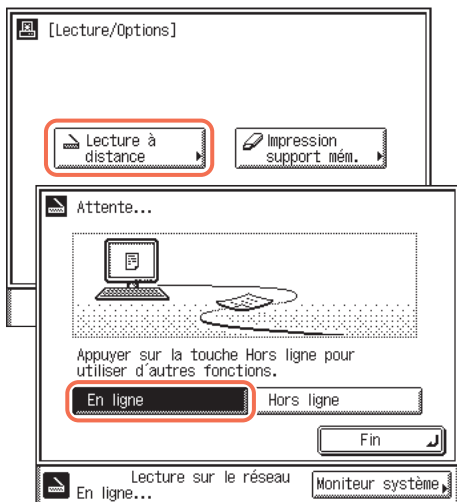 [Lecture/Options]
Lecture à
distance
Impression
support mém.
Attente...
Appuyer sur la touche Hors ligne pour
utiliser d'autres fonctions.
En ligne
Hors ligne
Fin
Lecture sur le réseau
En ligne...
Moniteur système